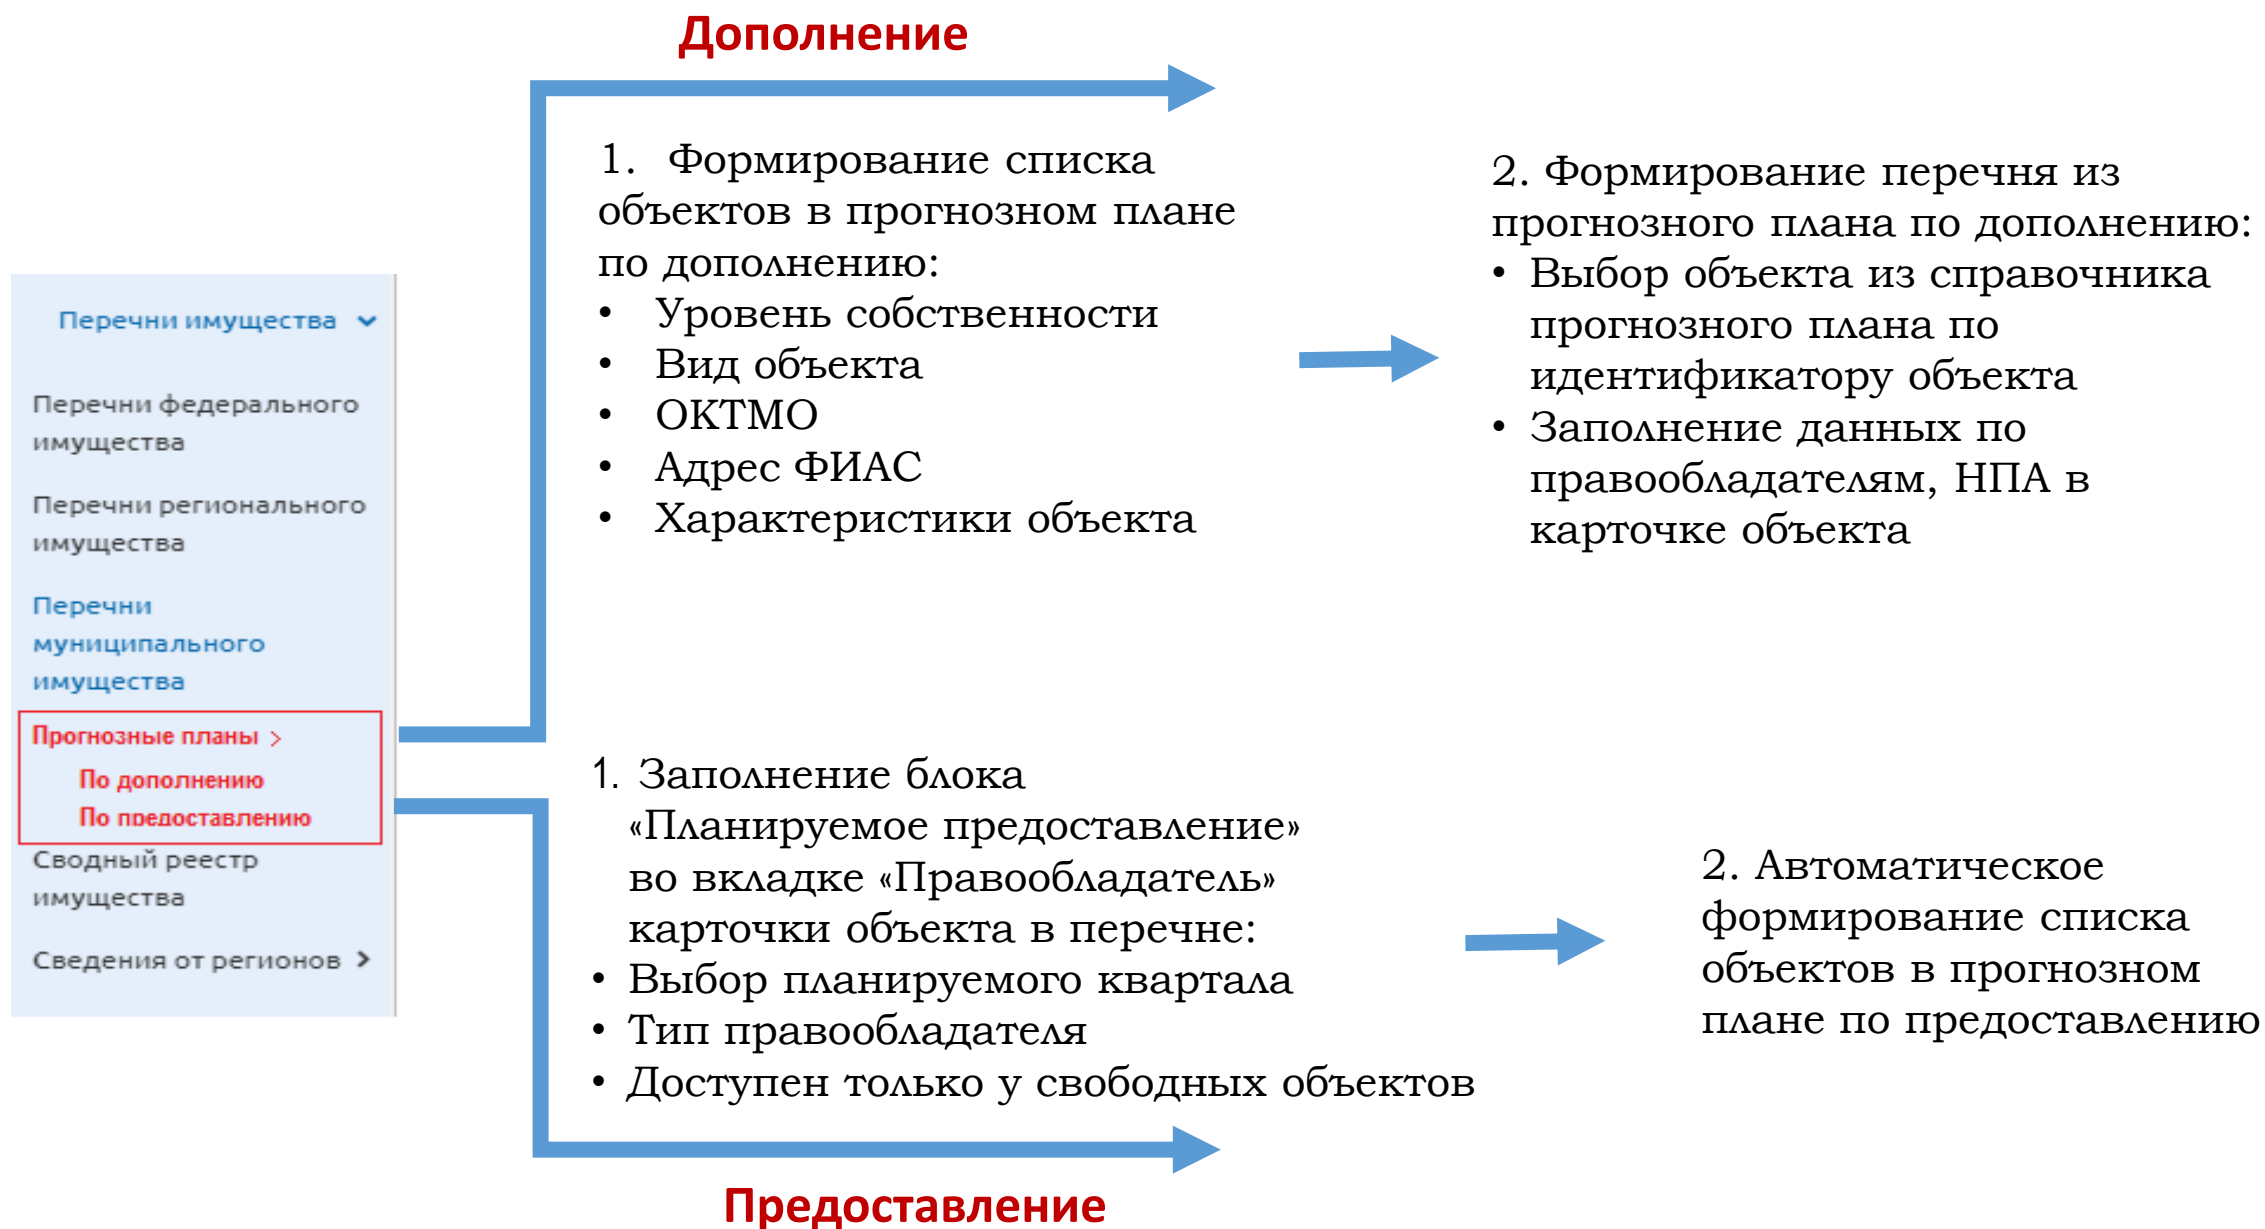 Дополнение
Перечни имущества
Перечни федерального
имущества
Перечни регионального
имущества
Перечни
муниципального
имущества
Прогнозные планы >
По дополнению
По предоставлению
Сводный реестр
имущества
Сведения от регионов >
1. Формирование списка
объектов в прогнозном плане
по дополнению:
• Уровень собственности
• Вид объекта
• ОКТМО
• Адрес ФИАС
• Характеристики объекта
2. Формирование перечня из
прогнозного плана по дополнению:
• Выбор объекта из справочника
прогнозного плана по
идентификатору объекта
• Заполнение данных по
правообладателям, НПА в
карточке объекта
1. Заполнение блока
«Планируемое предоставление»
во вкладке «Правообладатель»
карточки объекта в перечне:
• Выбор планируемого квартала
• Тип правообладателя
• Доступен только у свободных объектов
2. Автоматическое
формирование списка
объектов в прогнозном
плане по предоставлению
Предоставление